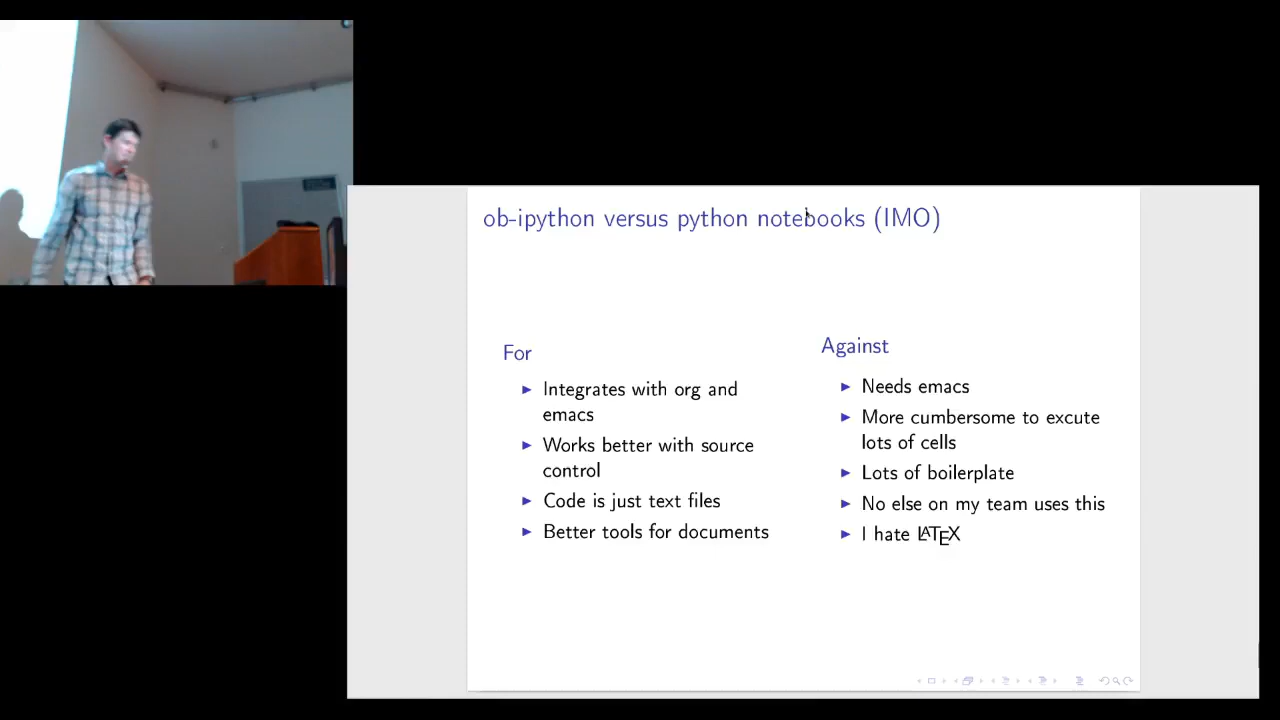 ob-ipython versus python notebooks (IMO)
For
Integrates with org and
emacs
Works better with source
control
Code is just text files
Better tools for documents
Against
Needs emacs
More cumbersome to excute
lots of cells
Lots of boilerplate
No else on my team uses this
I hate LATEX